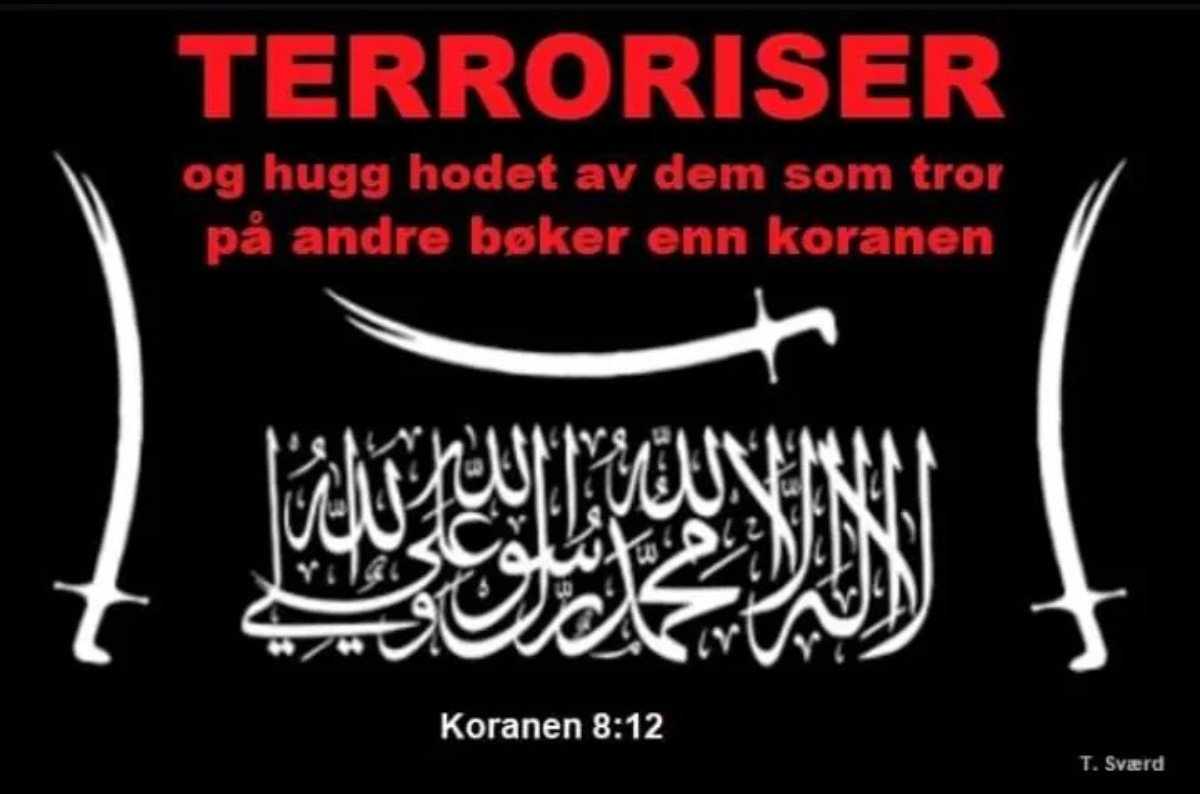 TERRORISER
og hugg hodet av dem som tror
på andre bøker enn koranen
لا إله إلا الله محمد رسول الله علي ولي الله
Koranen 8:12
T. Sværd